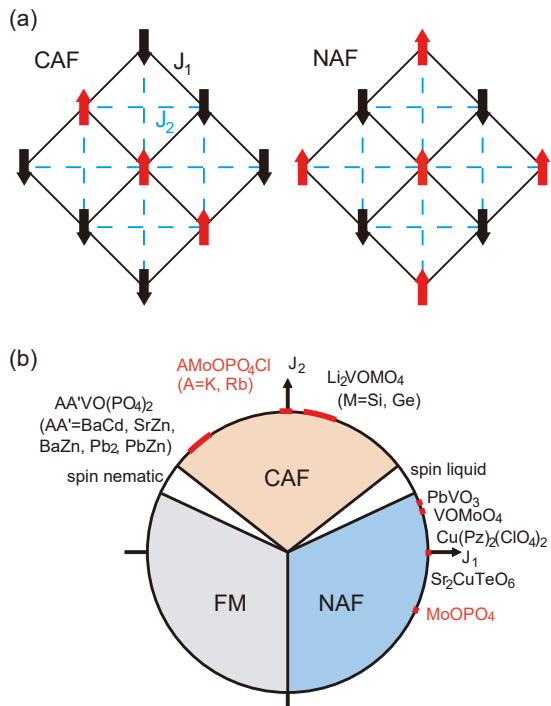 (a)
CAF
J₁
J₂
NAF
(b)
AMoOPO₄Cl
(A=K, Rb)
J₂
Li₂VOMO₄
(M=Si, Ge)
AA'VO(PO₄)₂
(AA'=BaCd, SrZn,
BaZn, Pb₂, PbZn)
spin nematic
CAF
spin liquid
PbVO₃
VOMoO₄
Cu(Pz)₂(ClO₄)₂
J₁
Sr₂CuTeO₆
FM
NAF
MoOPO₄